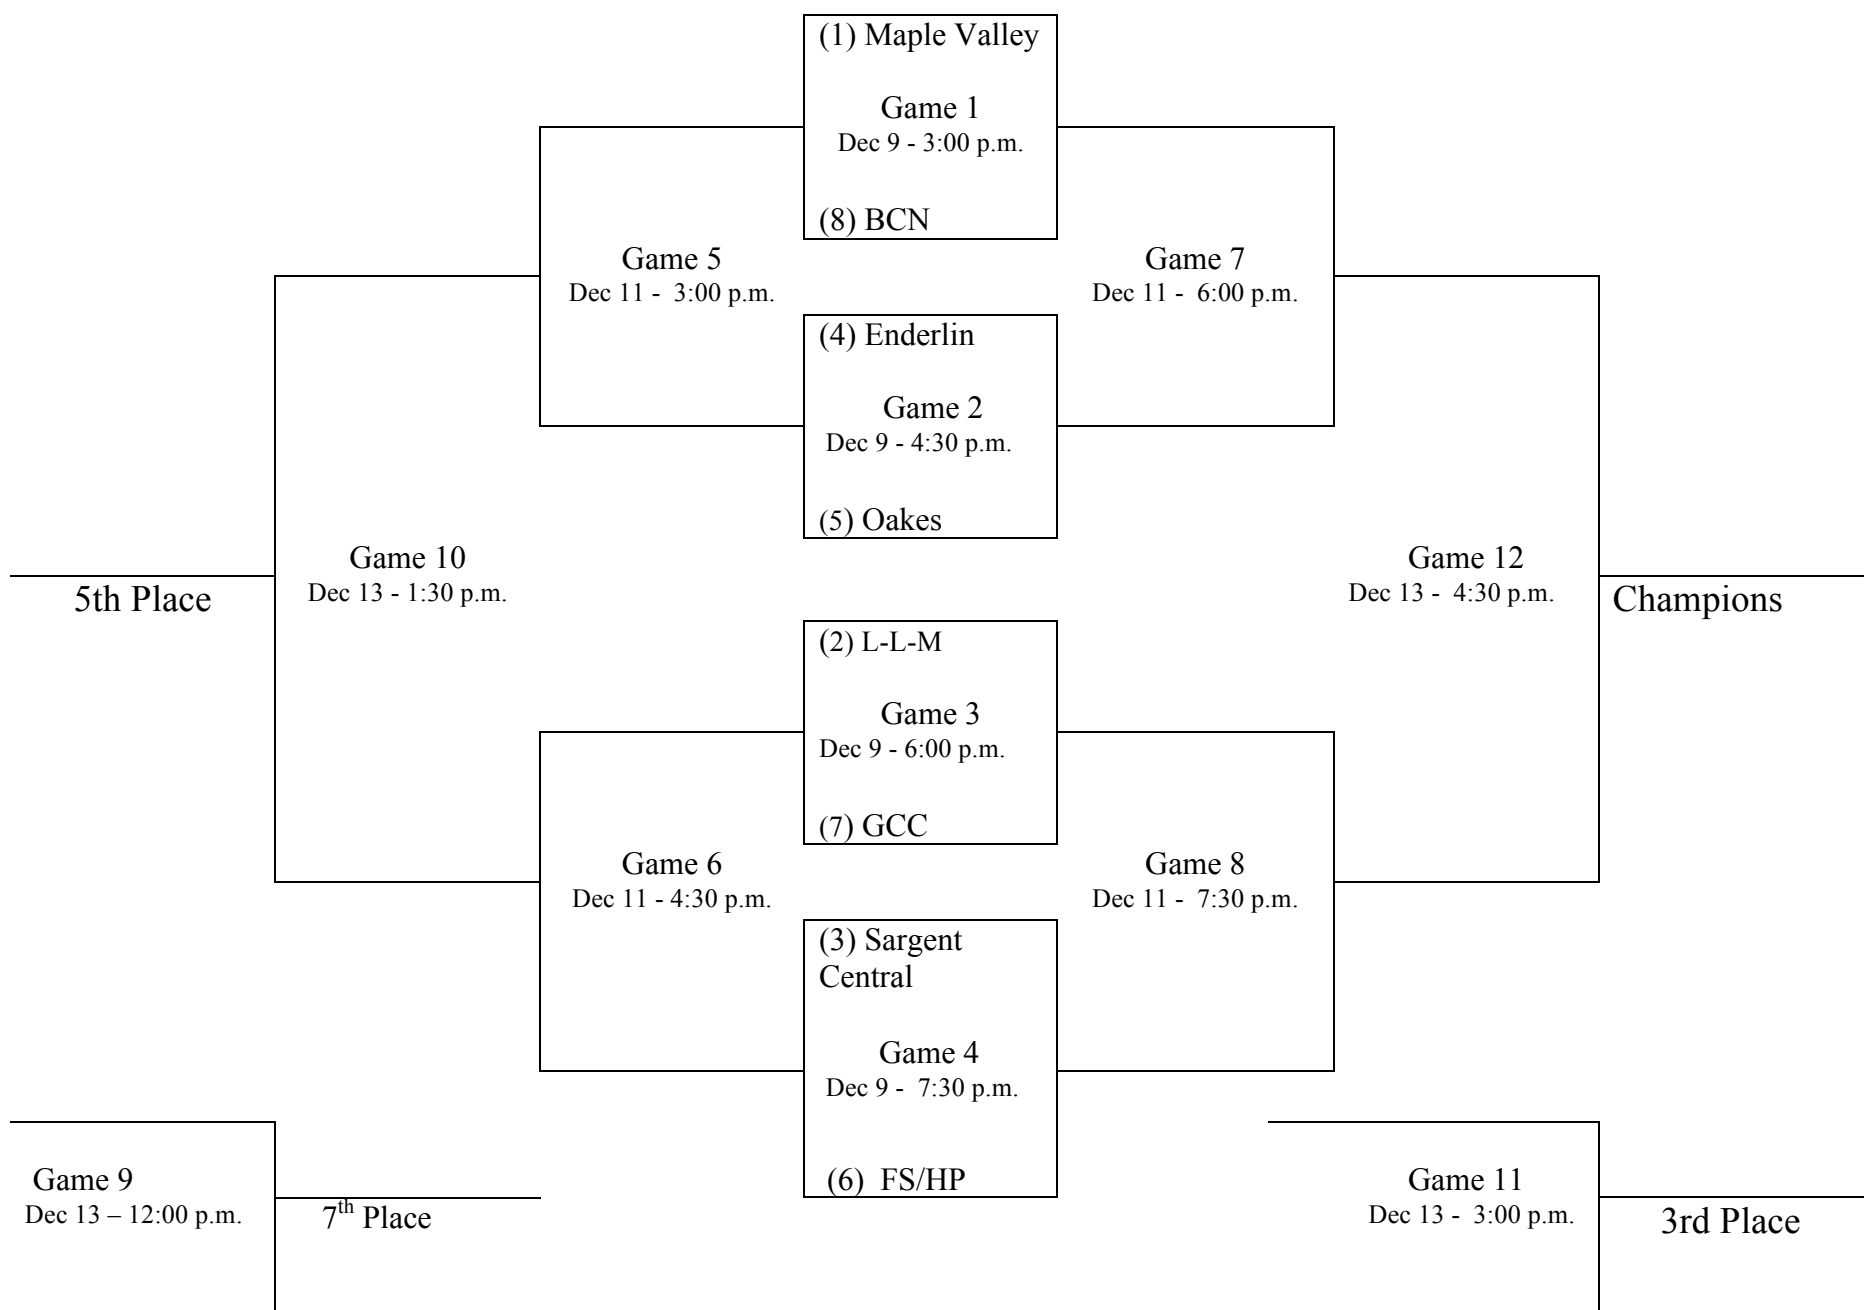 (1) Maple Valley
Game 1
Dec 9 - 3:00 p.m.
(8) BCN
Game 5
Dec 11 - 3:00 p.m.
Game 7
Dec 11 - 6:00 p.m.
(4) Enderlin
Game 2
Dec 9 - 4:30 p.m.
(5) Oakes
Game 10
Dec 13 - 1:30 p.m.
5th Place
Game 12
Dec 13 - 4:30 p.m.
Champions
(2) L-L-M
Game 3
Dec 9 - 6:00 p.m.
(7) GCC
Game 6
Dec 11 - 4:30 p.m.
Game 8
Dec 11 - 7:30 p.m.
(3) Sargent
Central
Game 4
Dec 9 - 7:30 p.m.
(6) FS/HP
Game 9
Dec 13 – 12:00 p.m.
7th Place
Game 11
Dec 13 - 3:00 p.m.
3rd Place